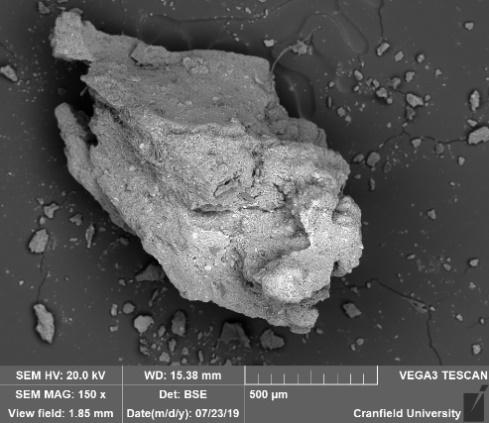 SEM HV: 20.0 kV WD: 15.38 mm VEGA3 TESCAN
SEM MAG: 150 x Det: BSE 500 µm
View field: 1.85 mm Date(m/d/y): 07/23/19 Cranfield University